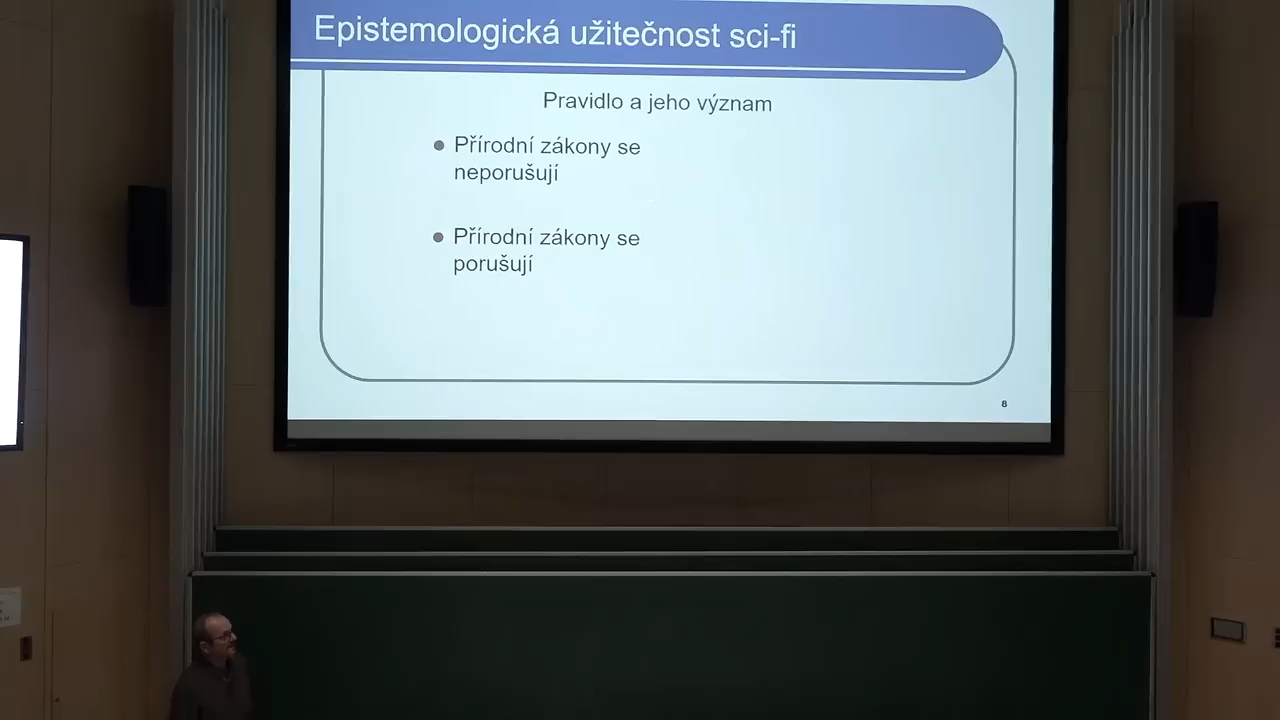 Epistemologická užitečnost sci-fi
Pravidlo a jeho význam
Přírodní zákony se
neporušují
Přírodní zákony se
porušují
8